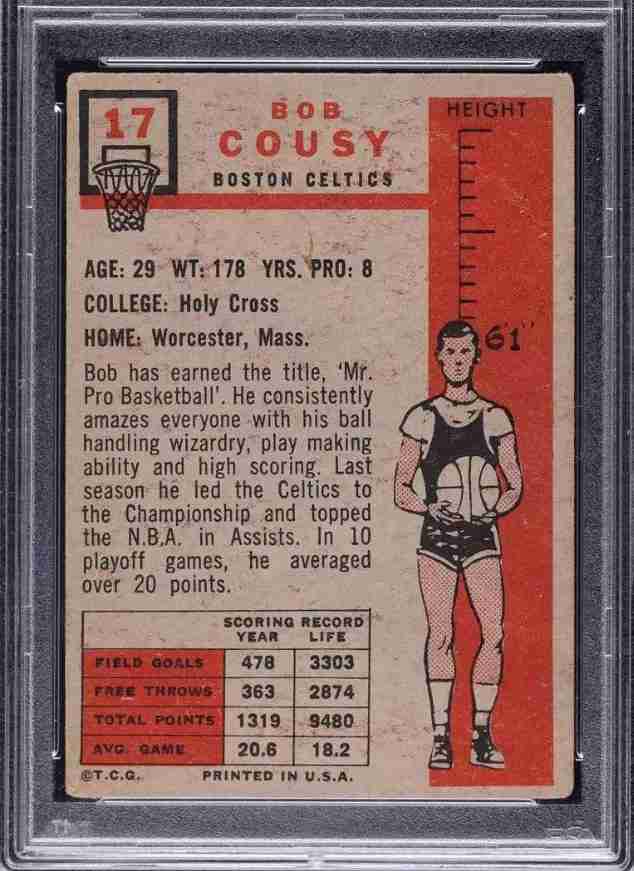 17
BOB
COUSY
BOSTON CELTICS
HEIGHT
6'1"
AGE: 29 WT: 178 YRS. PRO: 8
COLLEGE: Holy Cross
HOME: Worcester, Mass.
Bob has earned the title, 'Mr.
Pro Basketball'. He consistently
amazes everyone with his ball
handling wizardry, play making
ability and high scoring. Last
season he led the Celtics to
the Championship and topped
the N.B.A. in Assists. In 10
playoff games, he averaged
over 20 points.
SCORING RECORD
YEAR LIFE
FIELD GOALS 478 3303
FREE THROWS 363 2874
TOTAL POINTS 1319 9480
AVG. GAME 20.6 18.2
©T.C.G. PRINTED IN U.S.A.